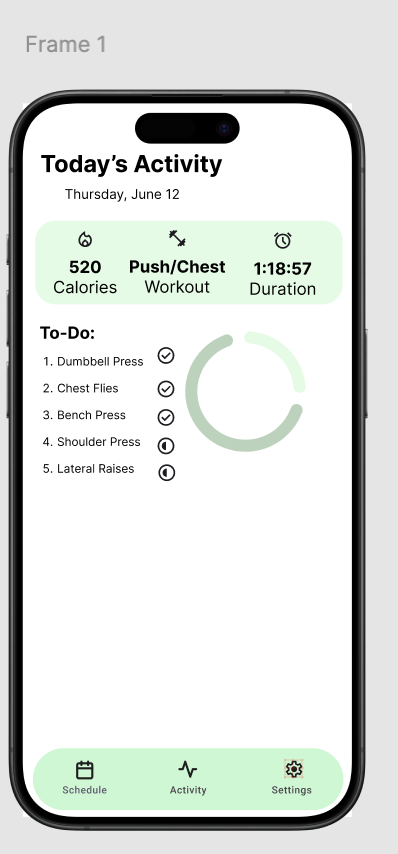 Frame 1
Today's Activity
Thursday, June 12
520
Calories
Push/Chest
Workout
1:18:57
Duration
To-Do:
1. Dumbbell Press
2. Chest Flies
3. Bench Press
4. Shoulder Press
5. Lateral Raises
Schedule
Activity
Settings